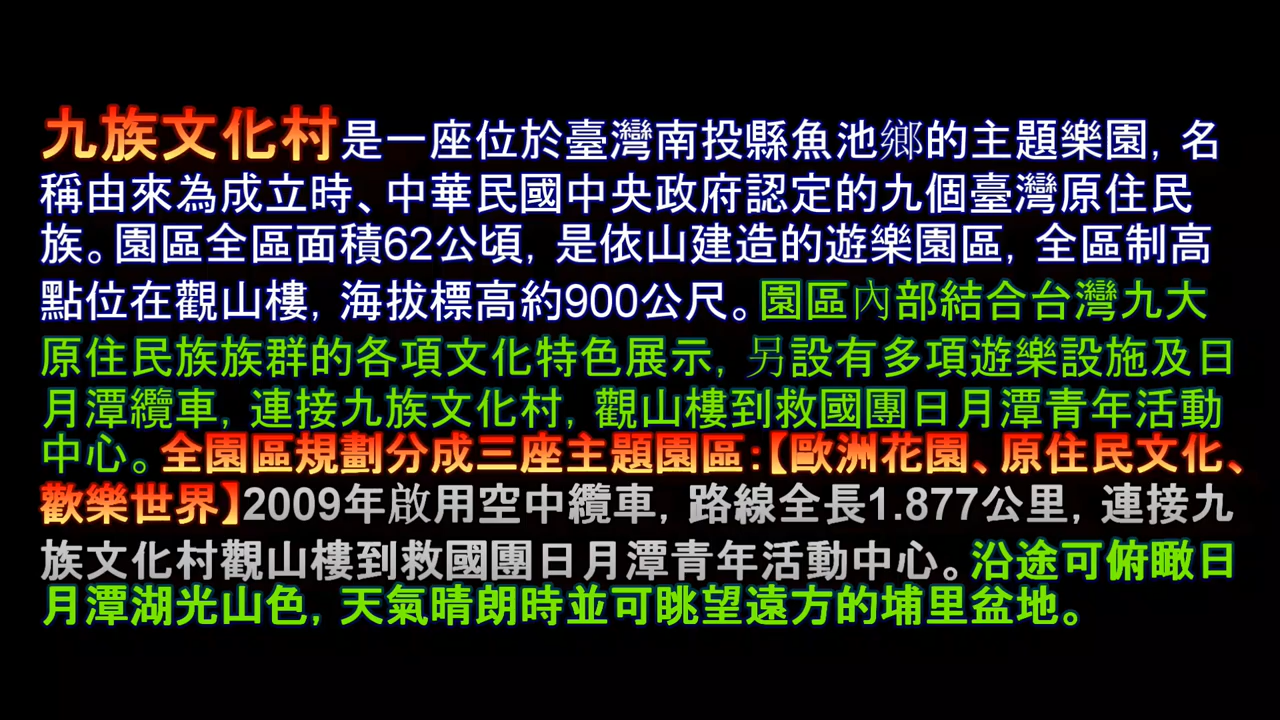 九族文化村是一座位於臺灣南投縣魚池鄉的主題樂園，名
稱由來為成立時、中華民國中央政府認定的九個臺灣原住民
族。園區全區面積62公頃，是依山建造的遊樂園區，全區制高
點位在觀山樓，海拔標高約900公尺。園區內部結合台灣九大
原住民族族群的各項文化特色展示，另設有多項遊樂設施及日
月潭纜車，連接九族文化村，觀山樓到救國團日月潭青年活動
中心。全園區規劃分成三座主題園區：【歐洲花園、原住民文化、
歡樂世界】2009年啟用空中纜車，路線全長1.877公里，連接九
族文化村觀山樓到救國團日月潭青年活動中心。沿途可俯瞰日
月潭湖光山色，天氣晴朗時並可眺望遠方的埔里盆地。